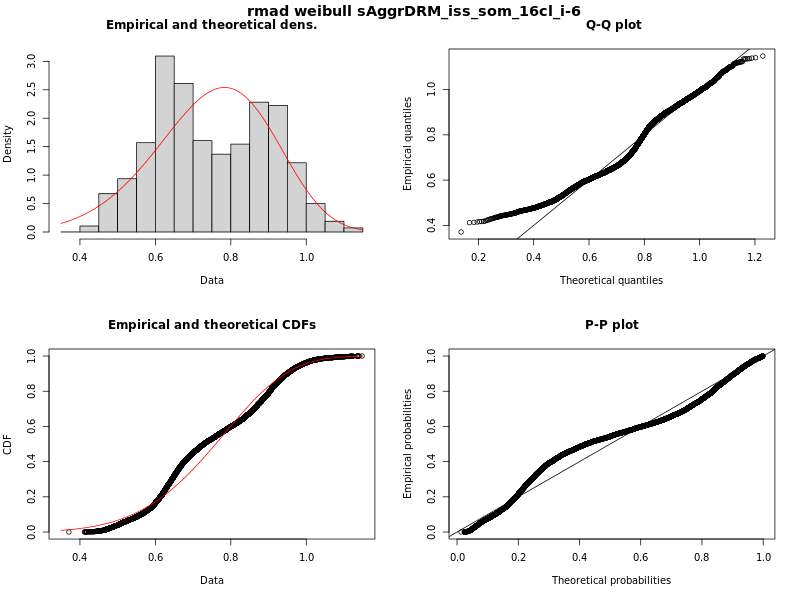 rmad weibull sAggrDRM_iss_som_16cl_i-6
Empirical and theoretical dens.
Density
0.0 0.5 1.0 1.5 2.0 2.5 3.0
0.4 0.6 0.8 1.0
Data
Q-Q plot
Empirical quantiles
0.4 0.6 0.8 1.0
0.2 0.4 0.6 0.8 1.0 1.2
Theoretical quantiles
Empirical and theoretical CDFs
CDF
0.0 0.2 0.4 0.6 0.8 1.0
0.4 0.6 0.8 1.0
Data
P-P plot
Empirical probabilities
0.0 0.2 0.4 0.6 0.8 1.0
0.0 0.2 0.4 0.6 0.8 1.0
Theoretical probabilities